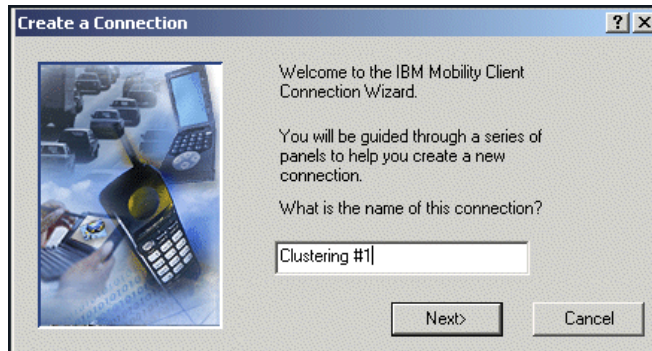 Create a Connection
Welcome to the IBM Mobility Client
Connection Wizard.
You will be guided through a series of
panels to help you create a new
connection.
What is the name of this connection?
Clustering #1
Next>
Cancel